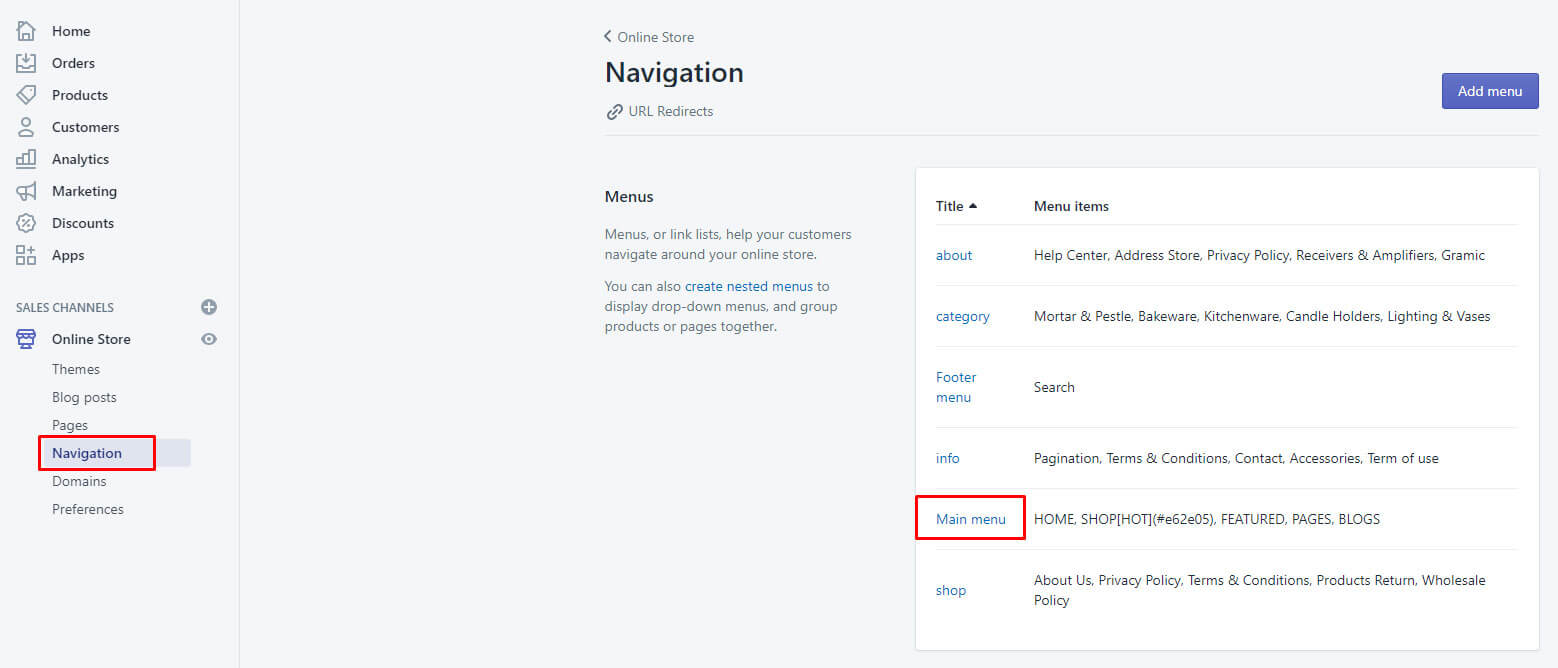 Home
Orders
Products
Customers
Analytics
Marketing
Discounts
Apps
SALES CHANNELS
Online Store
Themes
Blog posts
Pages
Navigation
Domains
Preferences
Online Store
Navigation
URL Redirects
Add menu
Menus
Menus, or link lists, help your customers
navigate around your online store.
You can also create nested menus to
display drop-down menus, and group
products or pages together.
Title Menu items
about Help Center, Address Store, Privacy Policy, Receivers & Amplifiers, Gramic
category Mortar & Pestle, Bakeware, Kitchenware, Candle Holders, Lighting & Vases
Footer
menu
Search
info Pagination, Terms & Conditions, Contact, Accessories, Term of use
Main menu HOME, SHOP[HOT](#e62e05), FEATURED, PAGES, BLOGS
shop
About Us, Privacy Policy, Terms & Conditions, Products Return, Wholesale
Policy